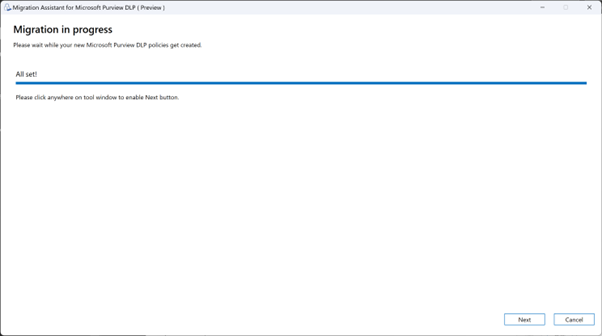 Migration Assistant for Microsoft Purview DLP ( Preview )
Migration in progress
Please wait while your new Microsoft Purview DLP policies get created.
All set!
Please click anywhere on tool window to enable Next button.
Next Cancel